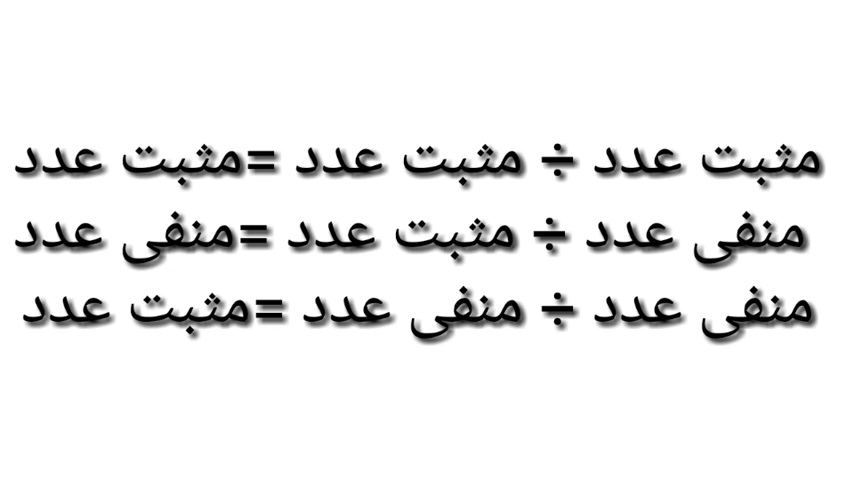 مثبت عدد ÷ مثبت عدد =مثبت عدد
منفی عدد ÷ مثبت عدد =منفی عدد
منفی عدد ÷ منفی عدد =مثبت عدد